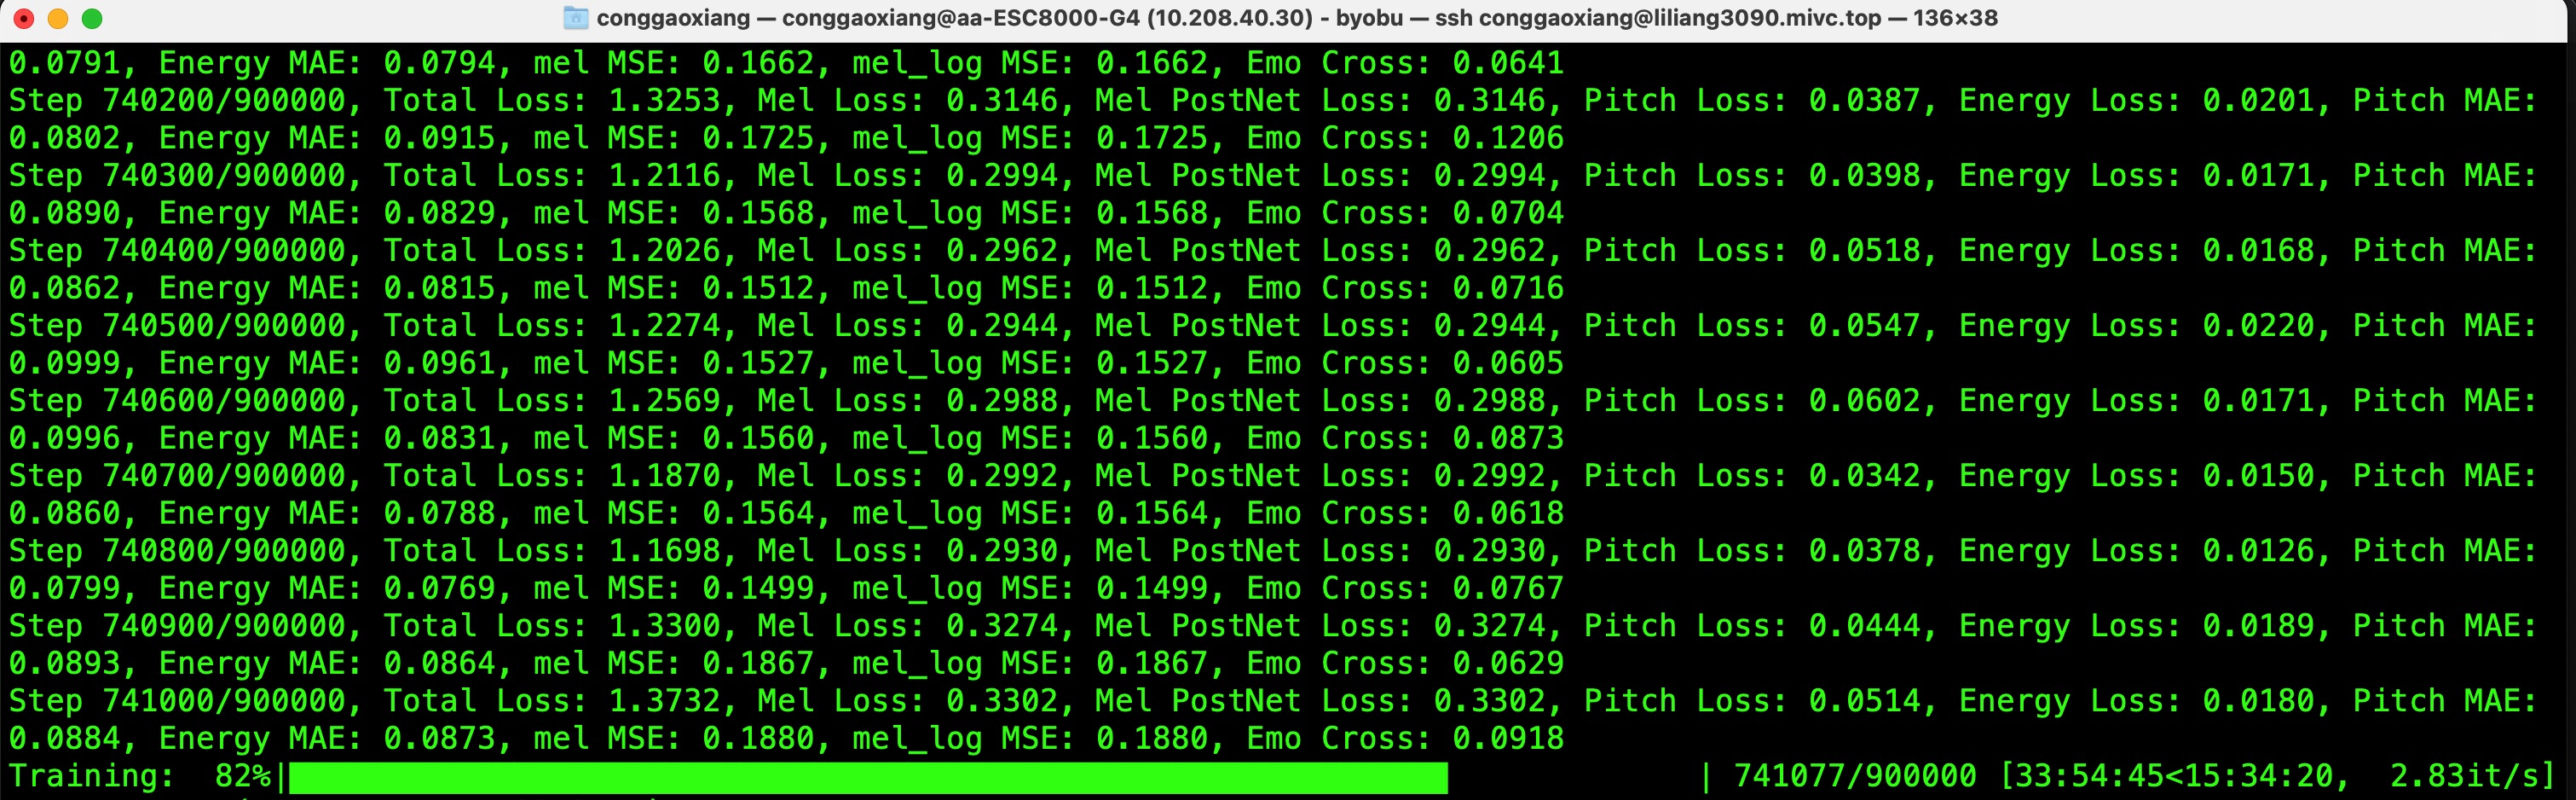 conggaoxiang — conggaoxiang@aa-ESC8000-G4 (10.208.40.30) - byobu — ssh conggaoxiang@liliang3090.mivc.top — 136×38
0.0791, Energy MAE: 0.0794, mel MSE: 0.1662, mel_log MSE: 0.1662, Emo Cross: 0.0641
Step 740200/900000, Total Loss: 1.3253, Mel Loss: 0.3146, Mel PostNet Loss: 0.3146, Pitch Loss: 0.0387, Energy Loss: 0.0201, Pitch MAE:
0.0802, Energy MAE: 0.0915, mel MSE: 0.1725, mel_log MSE: 0.1725, Emo Cross: 0.1206
Step 740300/900000, Total Loss: 1.2116, Mel Loss: 0.2994, Mel PostNet Loss: 0.2994, Pitch Loss: 0.0398, Energy Loss: 0.0171, Pitch MAE:
0.0890, Energy MAE: 0.0829, mel MSE: 0.1568, mel_log MSE: 0.1568, Emo Cross: 0.0704
Step 740400/900000, Total Loss: 1.2026, Mel Loss: 0.2962, Mel PostNet Loss: 0.2962, Pitch Loss: 0.0518, Energy Loss: 0.0168, Pitch MAE:
0.0862, Energy MAE: 0.0815, mel MSE: 0.1512, mel_log MSE: 0.1512, Emo Cross: 0.0716
Step 740500/900000, Total Loss: 1.2274, Mel Loss: 0.2944, Mel PostNet Loss: 0.2944, Pitch Loss: 0.0547, Energy Loss: 0.0220, Pitch MAE:
0.0999, Energy MAE: 0.0961, mel MSE: 0.1527, mel_log MSE: 0.1527, Emo Cross: 0.0605
Step 740600/900000, Total Loss: 1.2569, Mel Loss: 0.2988, Mel PostNet Loss: 0.2988, Pitch Loss: 0.0602, Energy Loss: 0.0171, Pitch MAE:
0.0996, Energy MAE: 0.0831, mel MSE: 0.1560, mel_log MSE: 0.1560, Emo Cross: 0.0873
Step 740700/900000, Total Loss: 1.1870, Mel Loss: 0.2992, Mel PostNet Loss: 0.2992, Pitch Loss: 0.0342, Energy Loss: 0.0150, Pitch MAE:
0.0860, Energy MAE: 0.0788, mel MSE: 0.1564, mel_log MSE: 0.1564, Emo Cross: 0.0618
Step 740800/900000, Total Loss: 1.1698, Mel Loss: 0.2930, Mel PostNet Loss: 0.2930, Pitch Loss: 0.0378, Energy Loss: 0.0126, Pitch MAE:
0.0799, Energy MAE: 0.0769, mel MSE: 0.1499, mel_log MSE: 0.1499, Emo Cross: 0.0767
Step 740900/900000, Total Loss: 1.3300, Mel Loss: 0.3274, Mel PostNet Loss: 0.3274, Pitch Loss: 0.0444, Energy Loss: 0.0189, Pitch MAE:
0.0893, Energy MAE: 0.0864, mel MSE: 0.1867, mel_log MSE: 0.1867, Emo Cross: 0.0629
Step 741000/900000, Total Loss: 1.3732, Mel Loss: 0.3302, Mel PostNet Loss: 0.3302, Pitch Loss: 0.0514, Energy Loss: 0.0180, Pitch MAE:
0.0884, Energy MAE: 0.0873, mel MSE: 0.1880, mel_log MSE: 0.1880, Emo Cross: 0.0918
Training: 82%| | 741077/900000 [33:54:45<15:34:20, 2.83it/s]